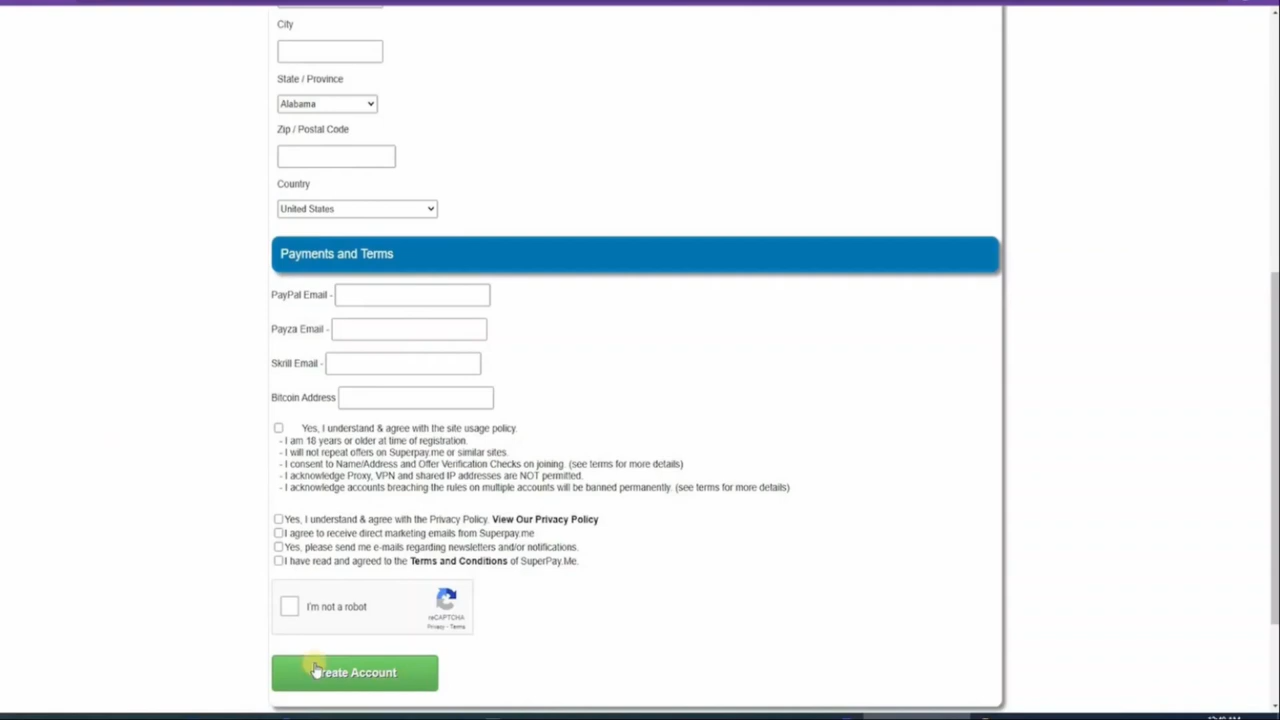 City
State / Province
Alabama
Zip / Postal Code
Country
United States
Payments and Terms
PayPal Email -
Payza Email -
Skrill Email -
Bitcoin Address
Yes, I understand & agree with the site usage policy.
- I am 18 years or older at time of registration.
- I will not repeat offers on Superpay.me or similar sites.
- I consent to Name/Address and Offer Verification Checks on joining. (see terms for more details)
- I acknowledge Proxy, VPN and shared IP addresses are NOT permitted.
- I acknowledge accounts breaching the rules on multiple accounts will be banned permanently. (see terms for more details)
Yes, I understand & agree with the Privacy Policy. View Our Privacy Policy
I agree to receive direct marketing emails from Superpay.me
Yes, please send me e-mails regarding newsletters and/or notifications.
I have read and agreed to the Terms and Conditions of SuperPay.Me.
I'm not a robot
reCAPTCHA
Privacy - Terms
Create Account